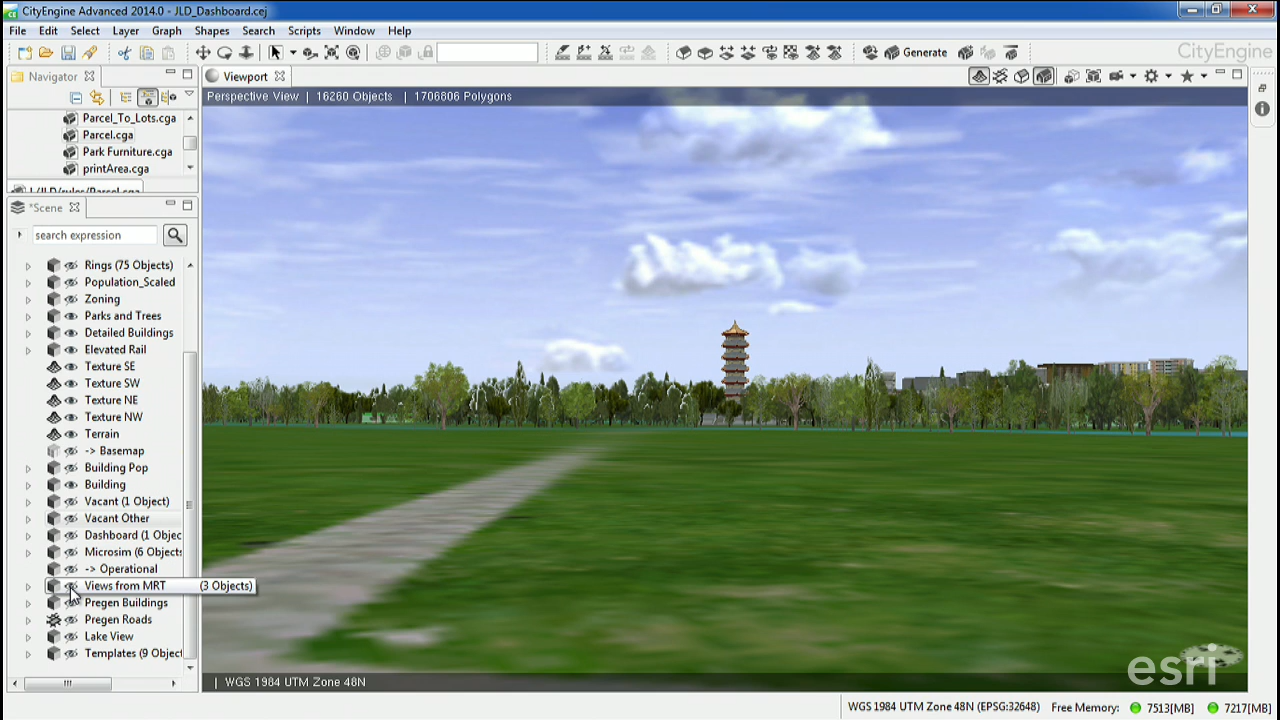 CityEngine Advanced 2014.0 - JLD_Dashboard.cej
File Edit Select Layer Graph Shapes Search Scripts Window Help
Generate
CityEngine
Navigator
Viewport
Perspective View | 16260 Objects | 1706806 Polygons
Parcel_To_Lots.cga
Parcel.cga
Park Furniture.cga
printArea.cga
*Scene
search expression
Rings (75 Objects)
Population_Scaled
Zoning
Parks and Trees
Detailed Buildings
Elevated Rail
Texture SE
Texture SW
Texture NE
Texture NW
Terrain
-> Basemap
Building Pop
Building
Vacant (1 Object)
Vacant Other
Dashboard (1 Objec
Microsim (6 Objects
-> Operational
Views from MRT (3 Objects)
Pregen Buildings
Pregen Roads
Lake View
Templates (9 Object
| WGS 1984 UTM Zone 48N
esri
WGS 1984 UTM Zone 48N (EPSG:32648) Free Memory: 7513[MB] 7217[MB]